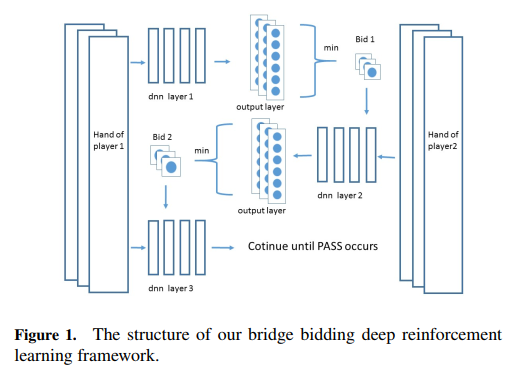 min
Bid 1
dnn layer 1
output layer
Hand of
player 1
Bid 2
min
Hand of
player2
dnn layer 2
output layer
Cotinue until PASS occurs
dnn layer 3
Figure 1. The structure of our bridge bidding deep reinforcement
learning framework.